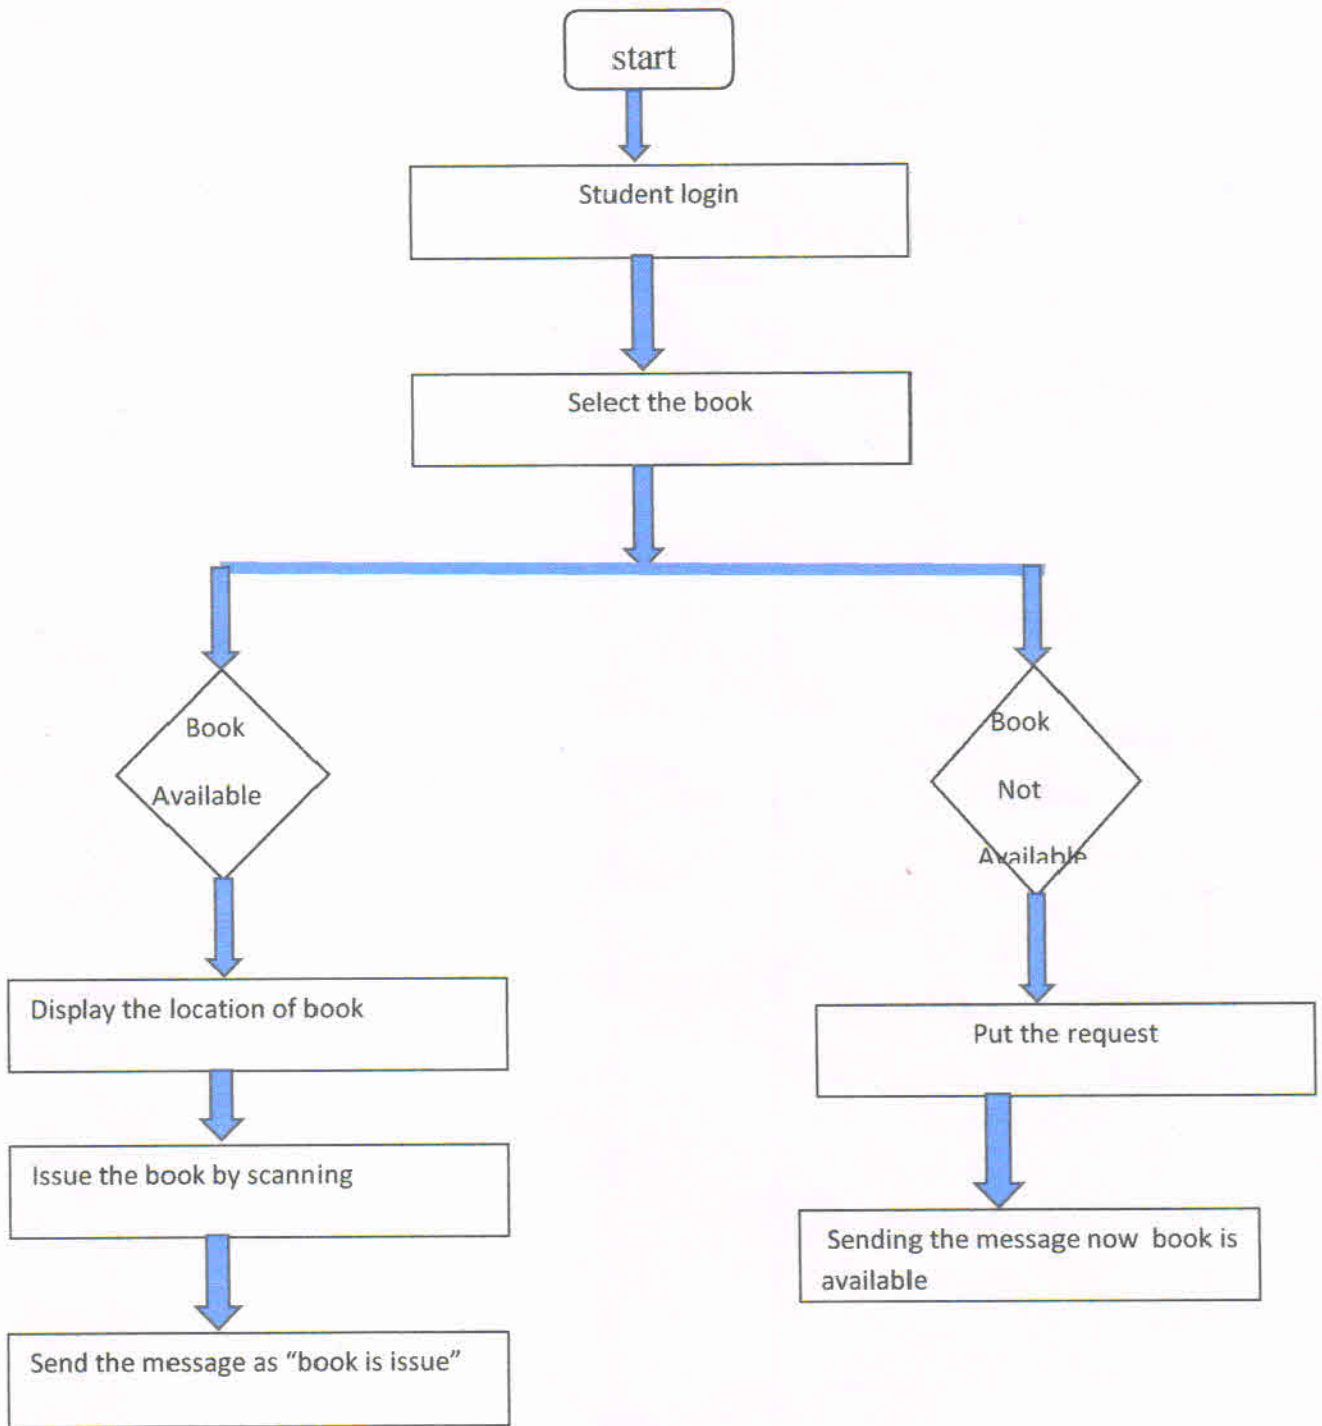 start
Student login
Select the book
Book
Available
Book
Not
Available
Display the location of book
Issue the book by scanning
Send the message as “book is issue”
Put the request
Sending the message now book is
available